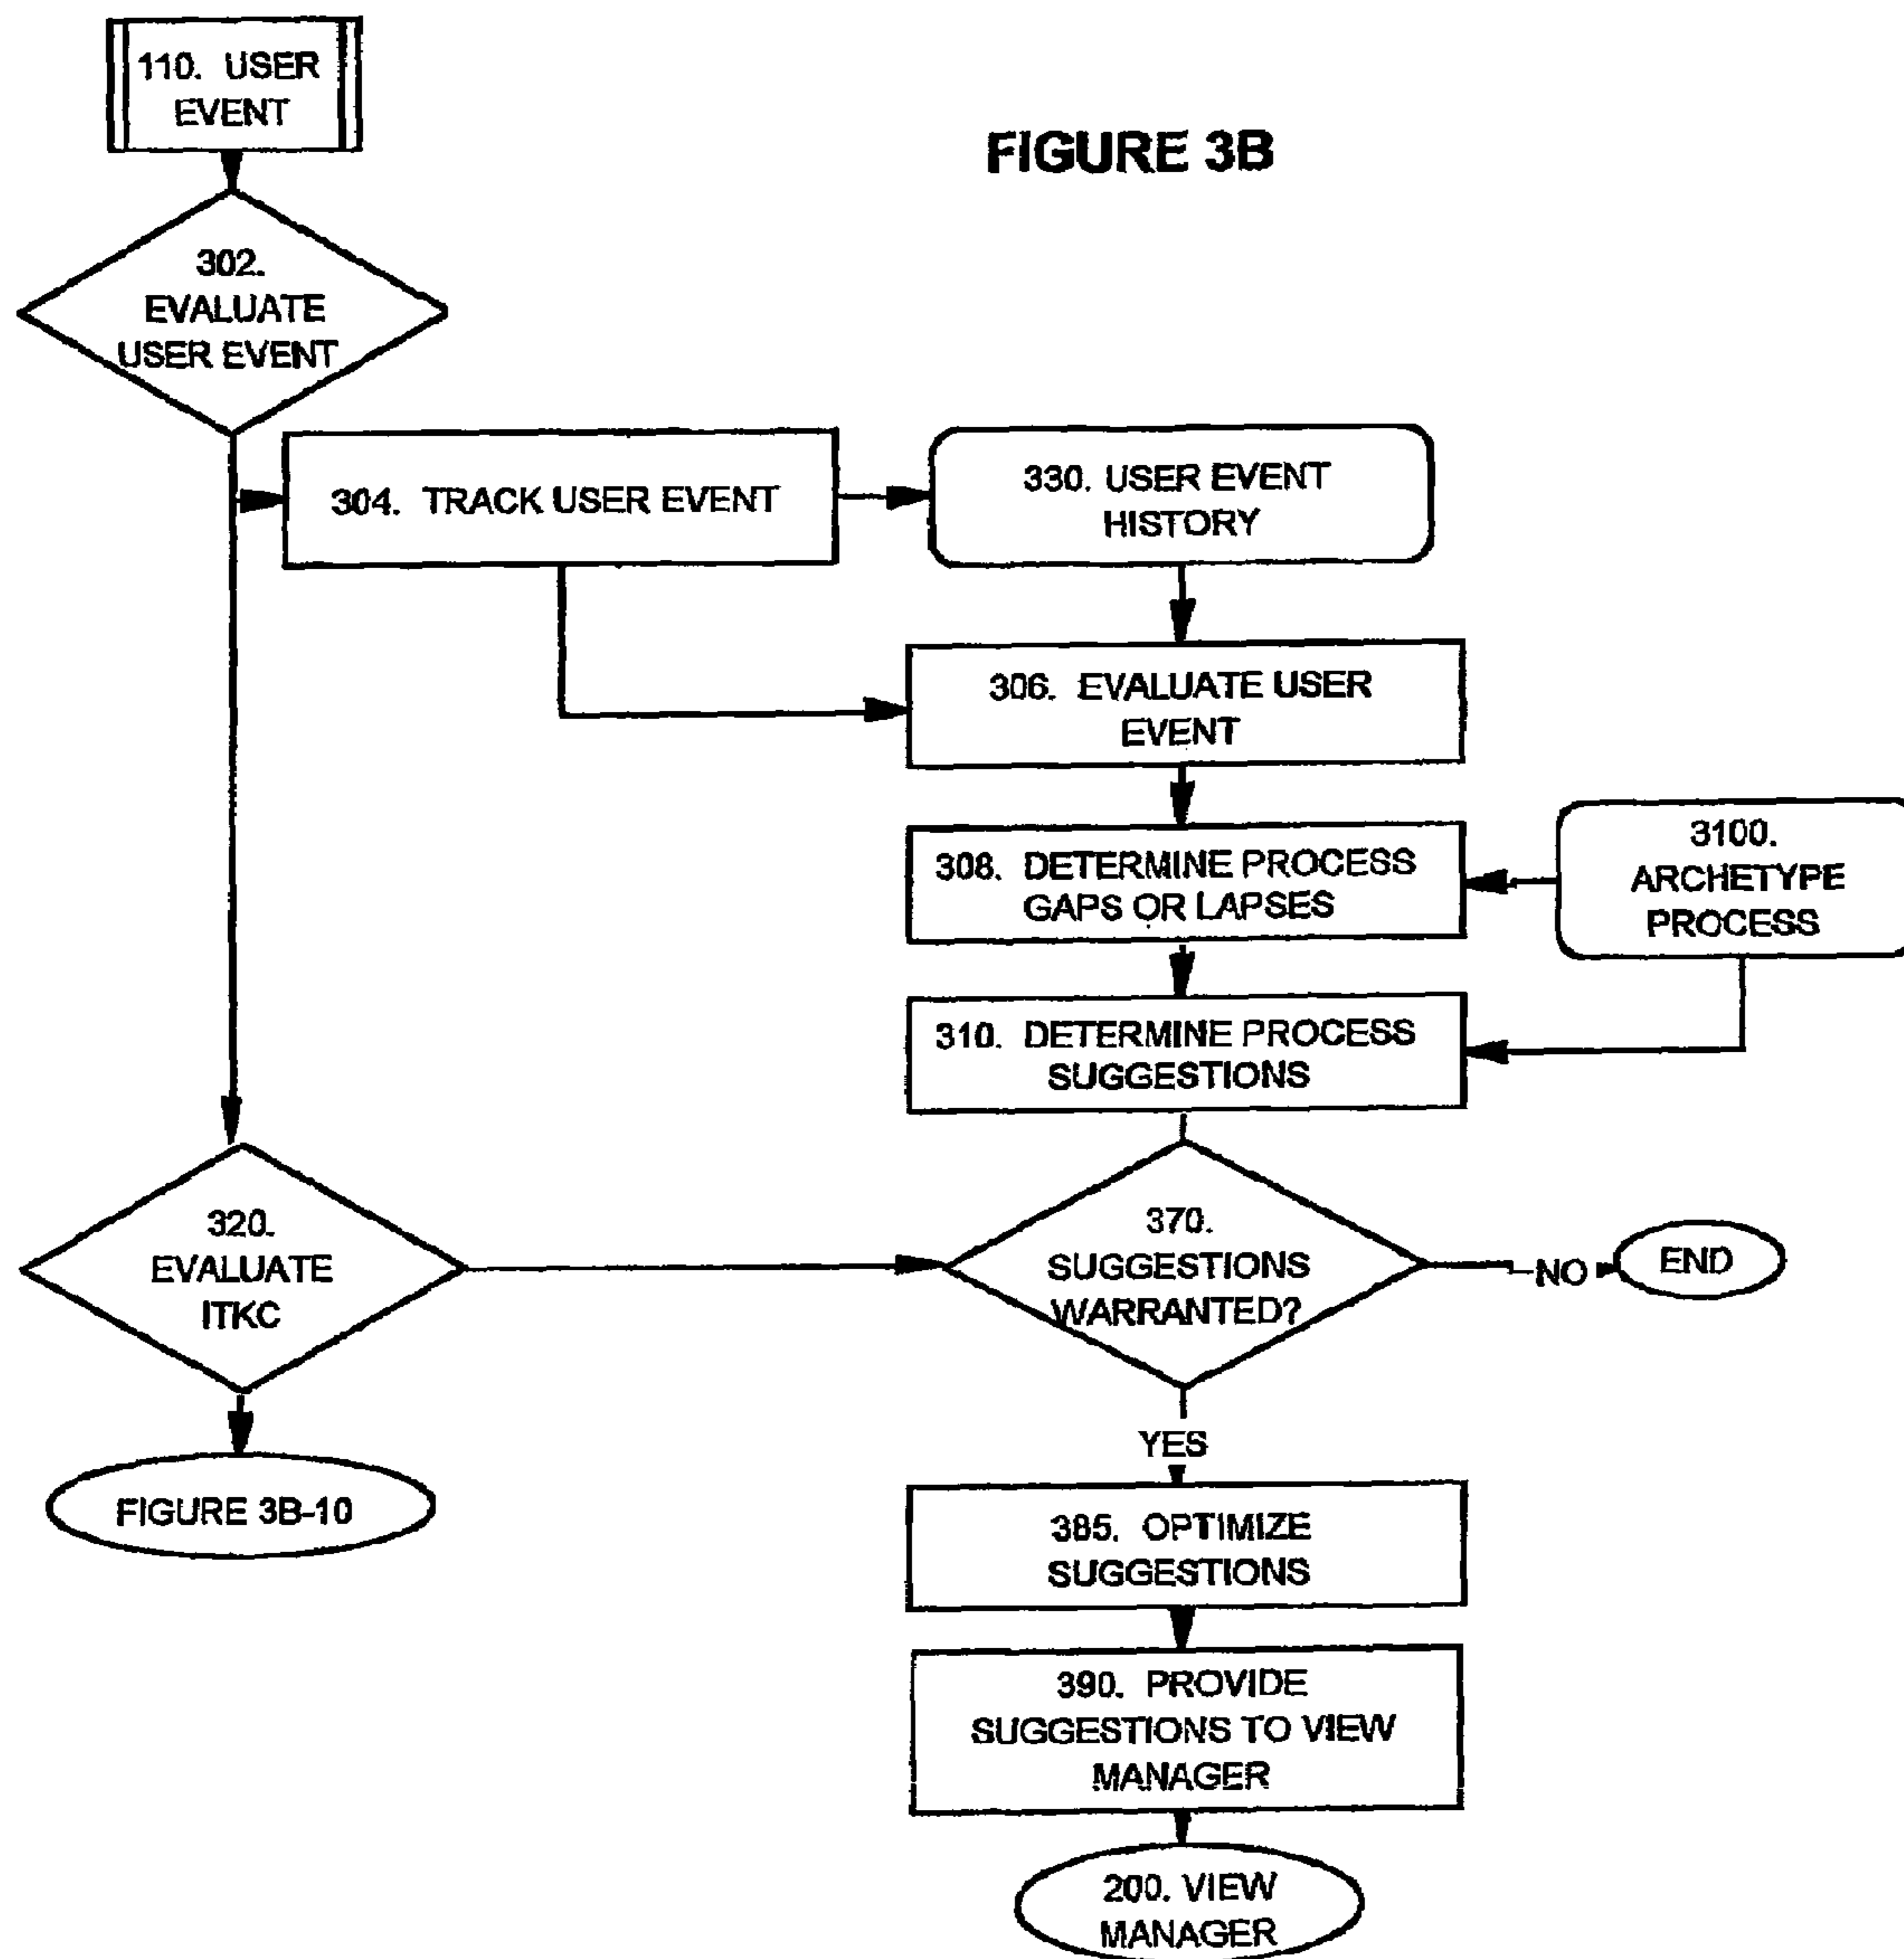 110. USER
EVENT
FIGURE 3B
302.
EVALUATE
USER EVENT
304. TRACK USER EVENT
330. USER EVENT
HISTORY
306. EVALUATE USER
EVENT
308. DETERMINE PROCESS
GAPS OR LAPSES
3100.
ARCHETYPE
PROCESS
310. DETERMINE PROCESS
SUGGESTIONS
320.
EVALUATE
ITKC
370.
SUGGESTIONS
WARRANTED?
NO
END
YES
FIGURE 3B-10
385. OPTIMIZE
SUGGESTIONS
390. PROVIDE
SUGGESTIONS TO VIEW
MANAGER
200. VIEW
MANAGER